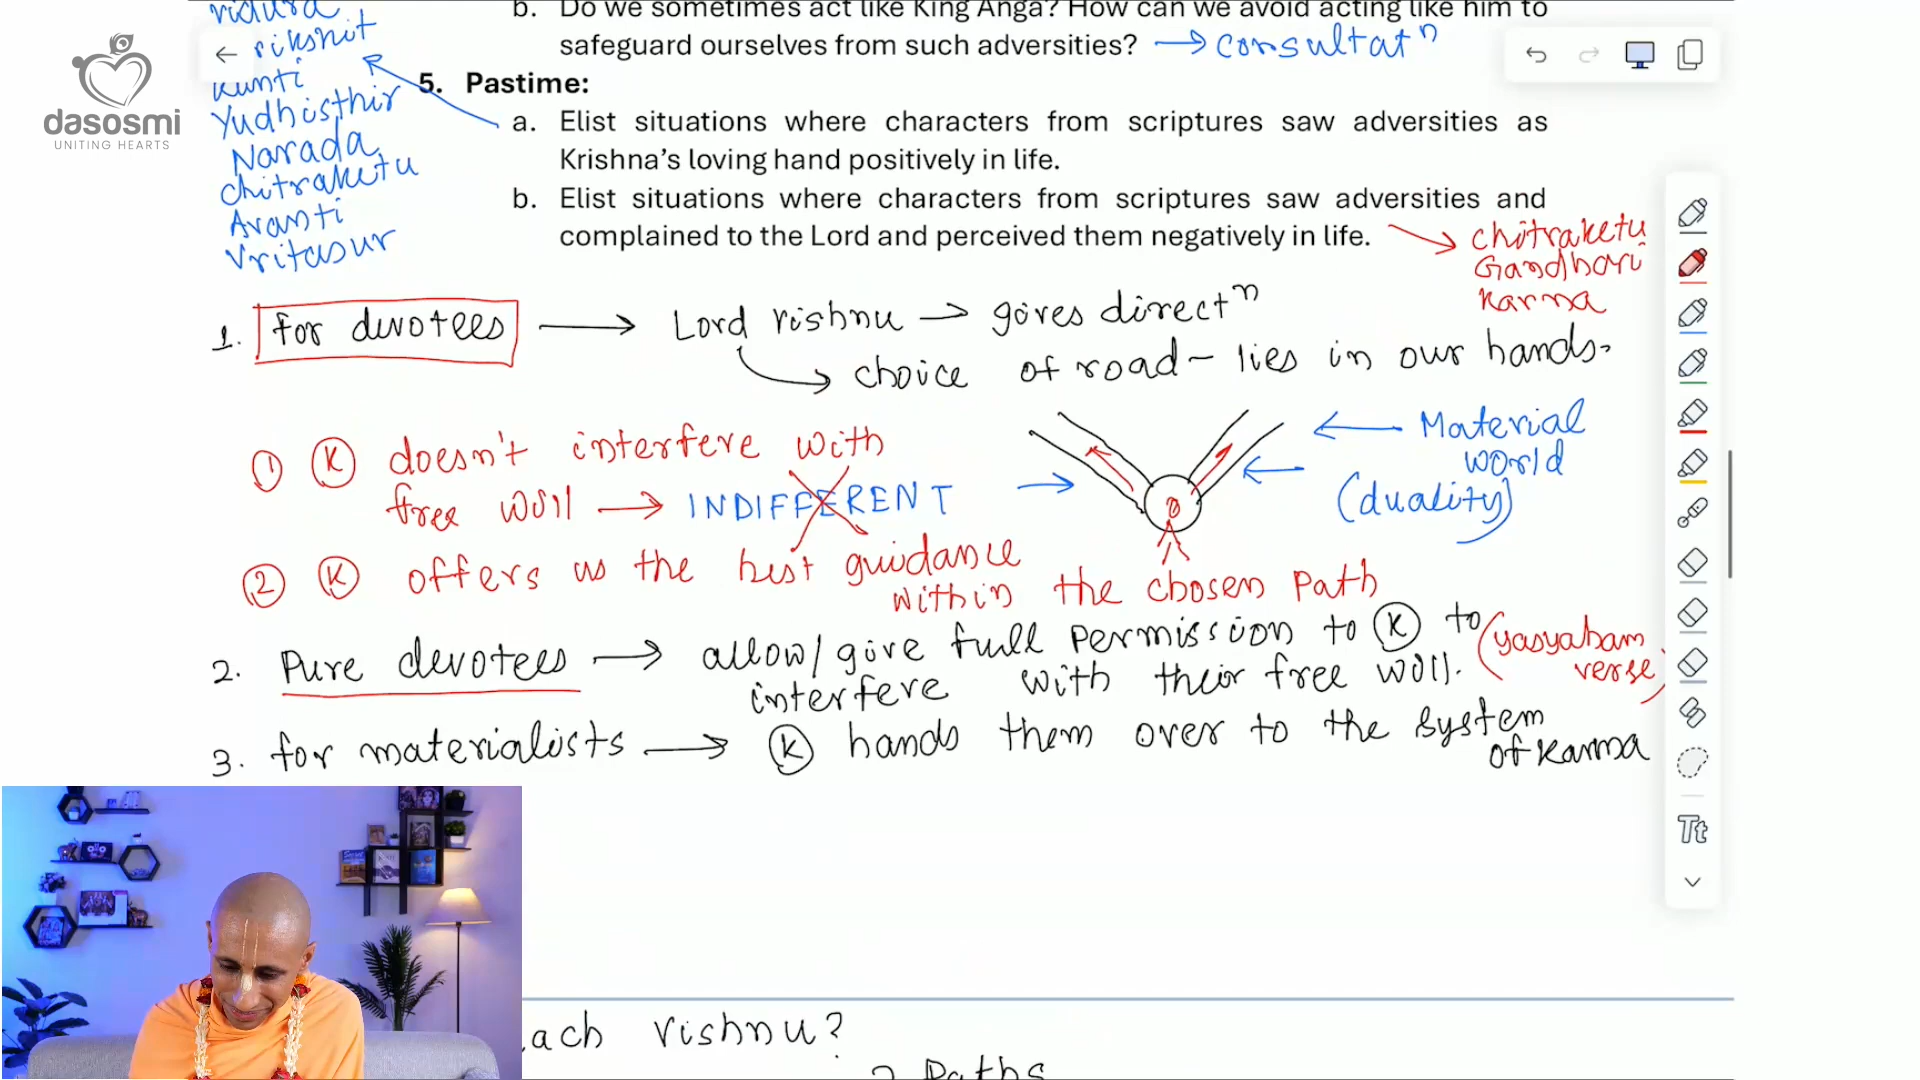 b. Do we sometimes act like King Anga? How can we avoid acting like him to
safeguard ourselves from such adversities? → consultatⁿ
dasosmi
UNITING HEARTS
vidura
rikshit
kunti
Yudhisthir
Narada
chitraketu
Avanti
Vritasur
5. Pastime:
a. Elist situations where characters from scriptures saw adversities as
Krishna's loving hand positively in life.
b. Elist situations where characters from scriptures saw adversities and
complained to the Lord and perceived them negatively in life.
chitraketu
Gandhari
Karna
1. for devotees → Lord vishnu → gives directⁿ
→ choice of road - lies in our hands.
① Ⓚ doesn't interfere with
free will → INDIFFERENT
← Material
world
(duality)
② Ⓚ offers us the best guidance
within the chosen path
2. Pure devotees → allow/give full permission to Ⓚ to
interfere with their free will.
(yasyaham
verse)
3. for materialists → Ⓚ hands them over to the system
of karma
Tt
ach vishnu?
2 Paths